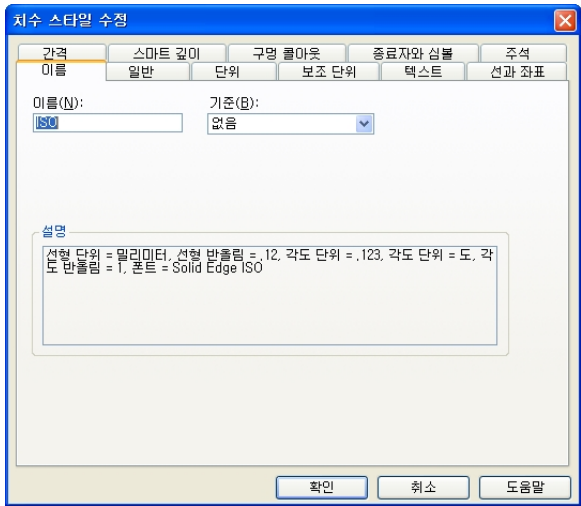 치수 스타일 수정
간격 스마트 깊이 구멍 콜아웃 종료자와 심볼 주석
이름 일반 단위 보조 단위 텍스트 선과 좌표
이름(N): 기준(B):
ISO 없음
설명
선형 단위 = 밀리미터, 선형 반올림 = .12, 각도 단위 = .123, 각도 단위 = 도, 각
도 반올림 = 1, 폰트 = Solid Edge ISO
확인 취소 도움말